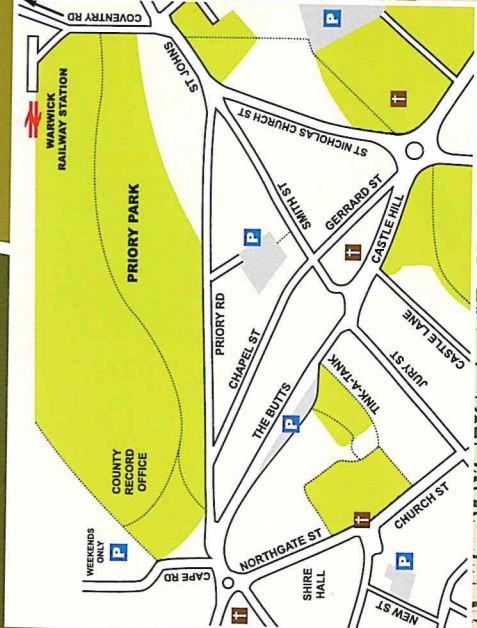 COVENTRY RD
WARWICK
RAILWAY STATION
ST JOHNS
P
PRIORY PARK
ST NICHOLAS CHURCH ST
SMITH ST
GERRARD ST
P
CASTLE HILL
PRIORY RD
CHAPEL ST
CASTLE LANE
JURY ST
THE BUTTS
TINK-A-TANK
P
COUNTY
RECORD
OFFICE
WEEKENDS
ONLY
P
CAPE RD
NORTHGATE ST
CHURCH ST
SHIRE
HALL
P
NEW ST